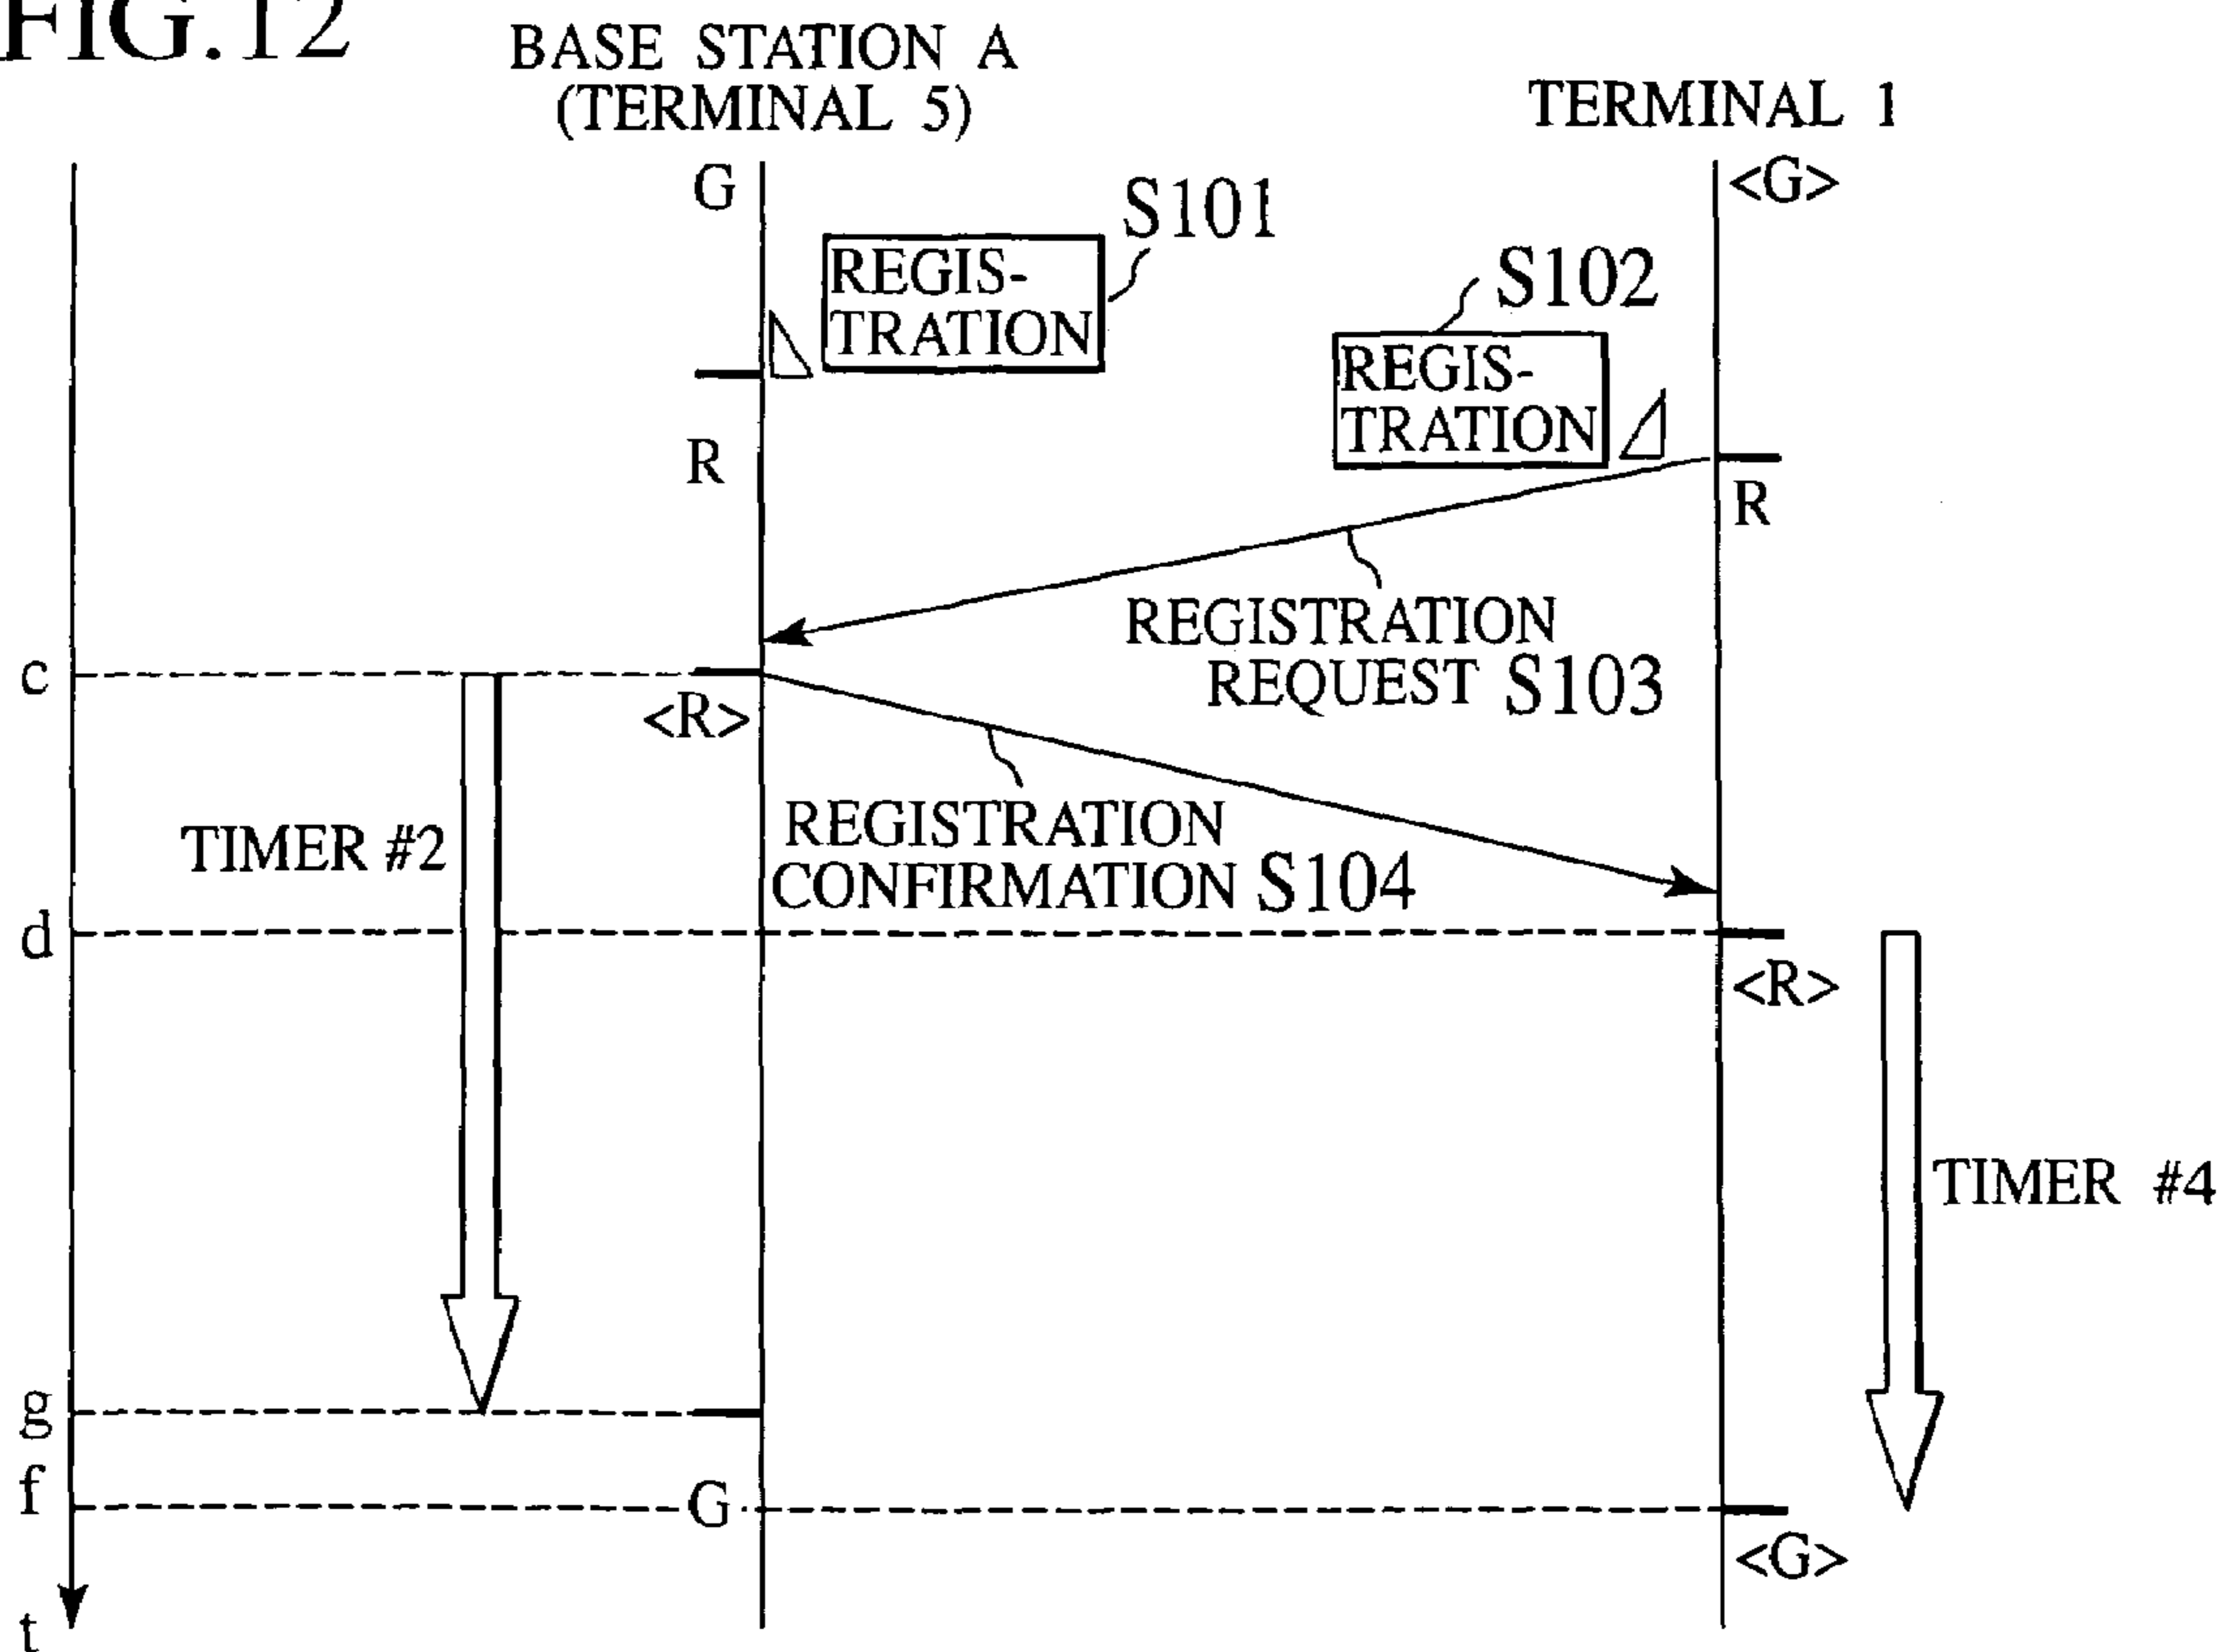 FIG.12
BASE STATION A
(TERMINAL 5)
TERMINAL 1
G
<G>
S101
REGIS-
TRATION
S102
REGIS-
TRATION
R
R
REGISTRATION
REQUEST S103
c
<R>
TIMER #2
REGISTRATION
CONFIRMATION S104
d
<R>
TIMER #4
g
f
G
<G>
t